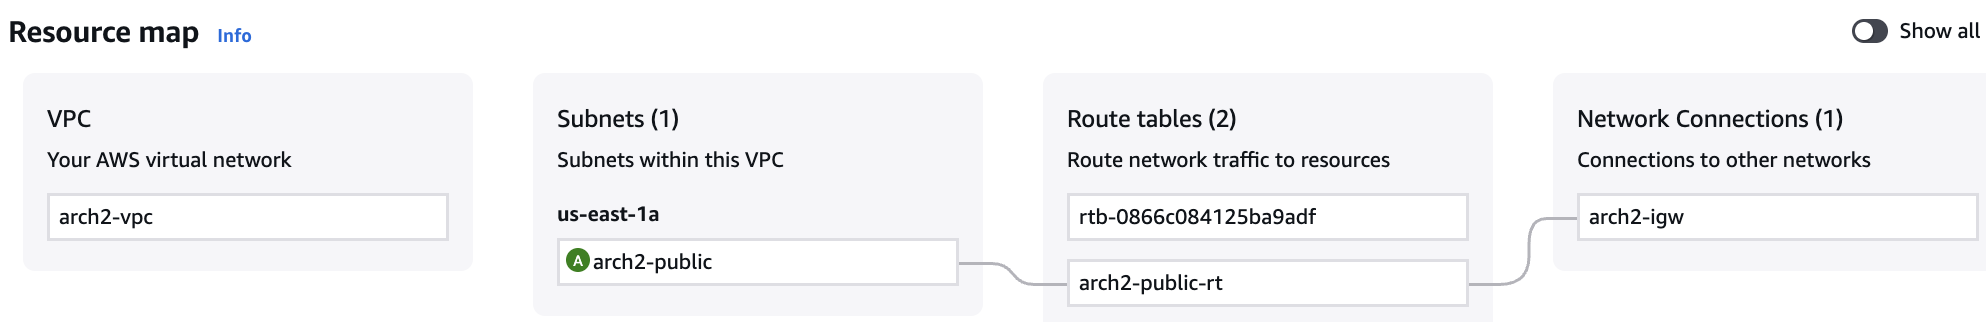 Resource map Info
Show all
VPC
Your AWS virtual network
arch2-vpc
Subnets (1)
Subnets within this VPC
us-east-1a
A arch2-public
Route tables (2)
Route network traffic to resources
rtb-0866c084125ba9adf
arch2-public-rt
Network Connections (1)
Connections to other networks
arch2-igw